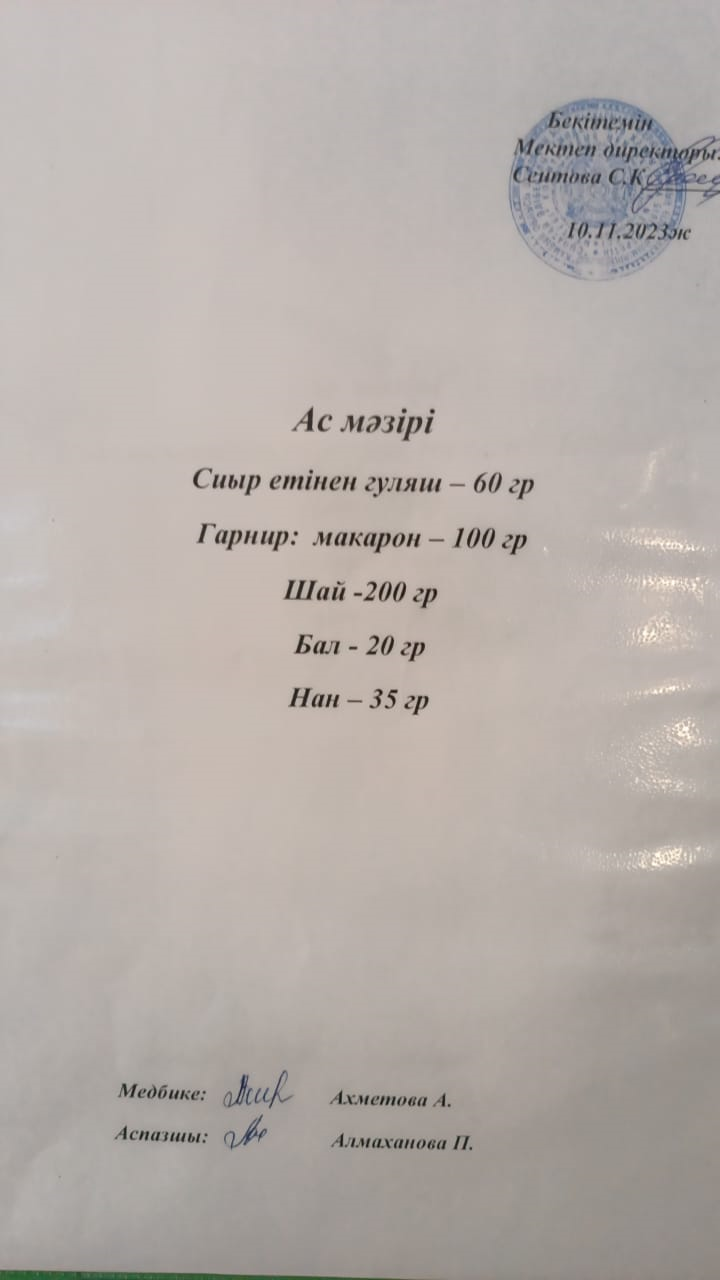 Бекітемін
Мектеп директоры:
Сеитова С.К
10.11.2023ж
Ас мәзірі
Сиыр етінен гуляш – 60 гр
Гарнир: макарон – 100 гр
Шай -200 гр
Бал - 20 гр
Нан – 35 гр
Медбике: Ахметова А.
Аспазшы: Алмаханова П.